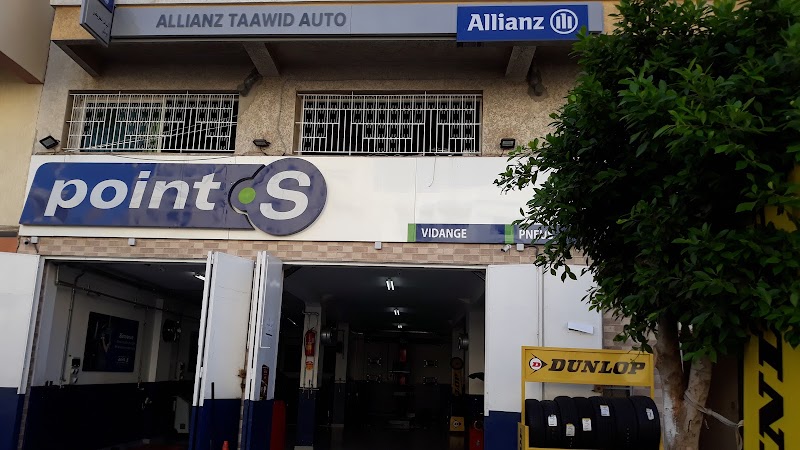 ALLIANZ TAAWID AUTO
Allianz
point S
VIDANGE
DUNLOP